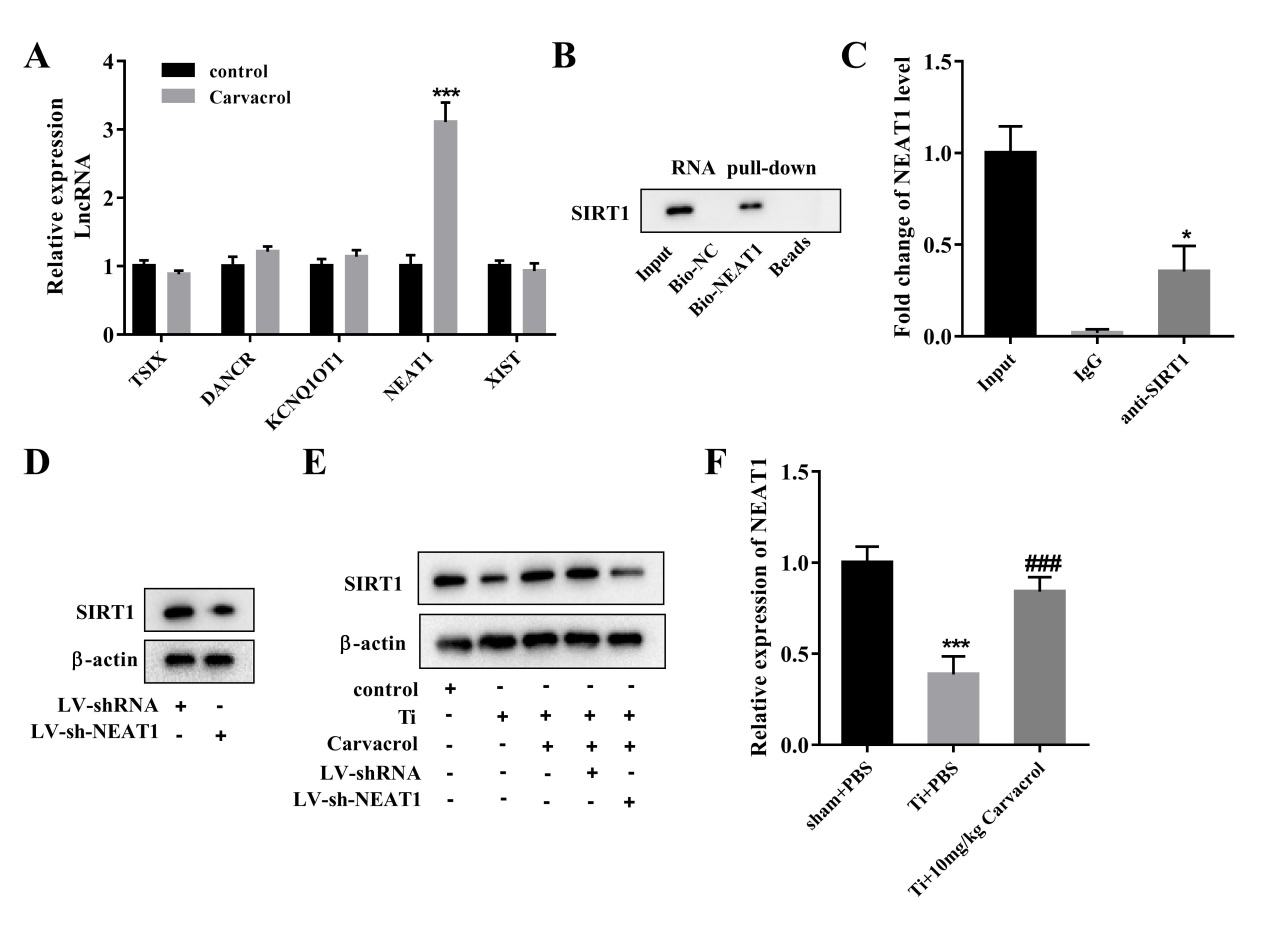 A
Relative expression
LncRNA
4
3
2
1
0
control
Carvacrol
***
TSIX
DANCR
KCNQ1OT1
NEAT1
XIST
B
RNA pull-down
SIRT1
Input
Bio-NC
Bio-NEAT1
Beads
C
Fold change of NEAT1 level
1.5
1.0
0.5
0.0
*
Input
IgG
anti-SIRT1
D
SIRT1
β-actin
LV-shRNA + -
LV-sh-NEAT1 - +
E
SIRT1
β-actin
control + - - - -
Ti - + + + +
Carvacrol - - + + +
LV-shRNA - - - + -
LV-sh-NEAT1 - - - - +
F
Relative expression of NEAT1
1.5
1.0
0.5
0.0
***
###
sham+PBS
Ti+PBS
Ti+10mg/kg Carvacrol